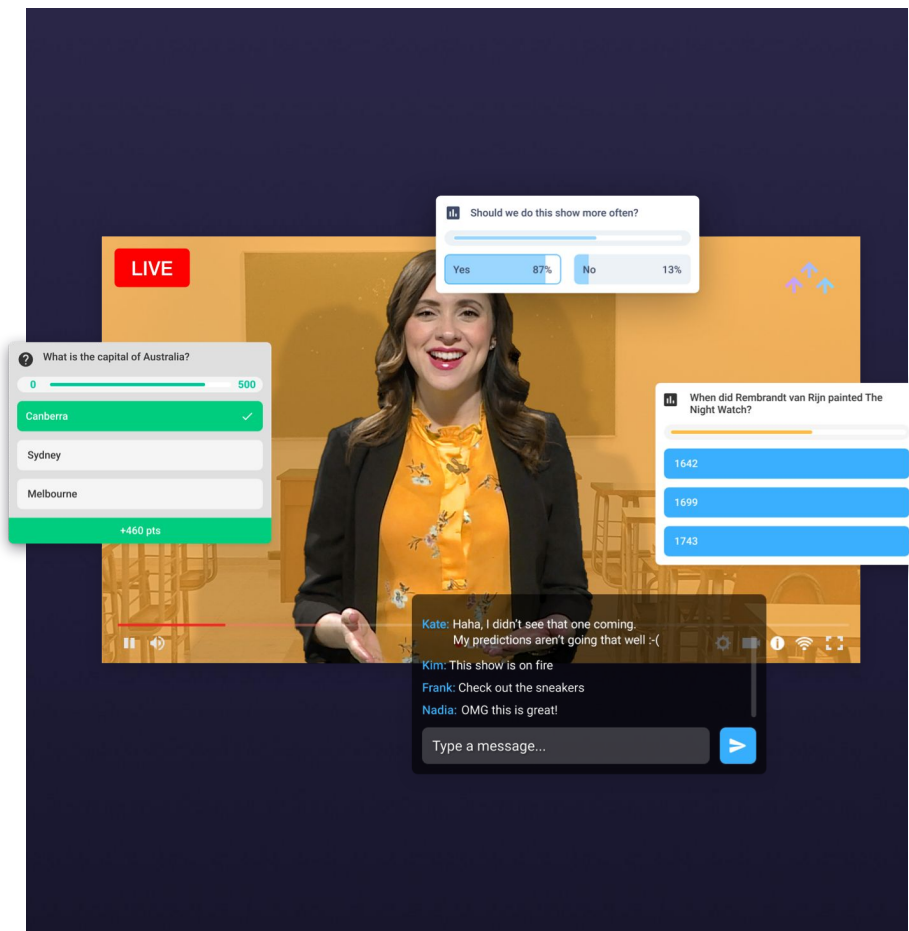 Should we do this show more often?
Yes 87% No 13%
LIVE
What is the capital of Australia?
0 500
Canberra
Sydney
Melbourne
+460 pts
When did Rembrandt van Rijn painted The
Night Watch?
1642
1699
1743
Kate: Haha, I didn't see that one coming.
My predictions aren't going that well :-(
Kim: This show is on fire
Frank: Check out the sneakers
Nadia: OMG this is great!
Type a message...